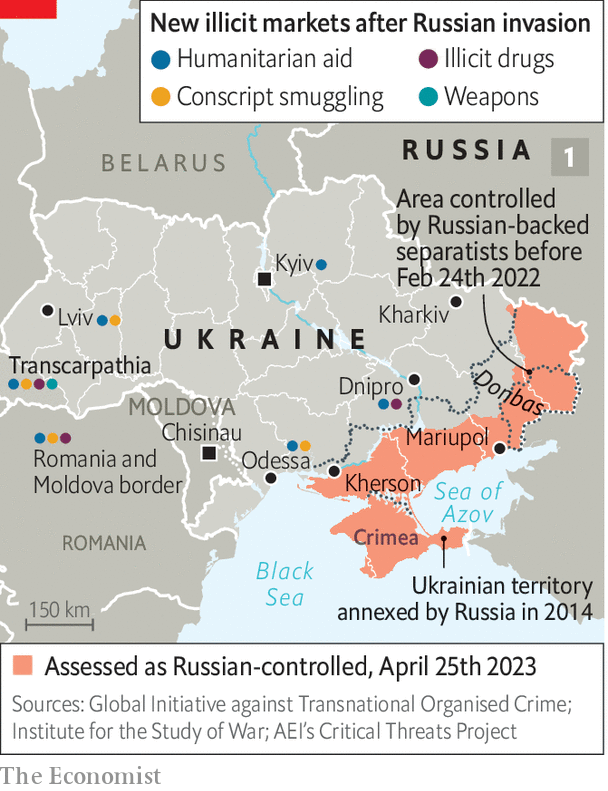 New illicit markets after Russian invasion
Humanitarian aid
Illicit drugs
Conscript smuggling
Weapons
BELARUS
RUSSIA
1
Area controlled
by Russian-backed
separatists before
Feb 24th 2022
Kyiv
Kharkiv
Lviv
UKRAINE
Transcarpathia
Dnipro
Donbas
MOLDOVA
Chisinau
Mariupol
Odessa
Romania and
Moldova border
Kherson
Sea of
Azov
Crimea
ROMANIA
Black
Sea
Ukrainian territory
annexed by Russia in 2014
150 km
Assessed as Russian-controlled, April 25th 2023
Sources: Global Initiative against Transnational Organised Crime;
Institute for the Study of War; AEI's Critical Threats Project
The Economist